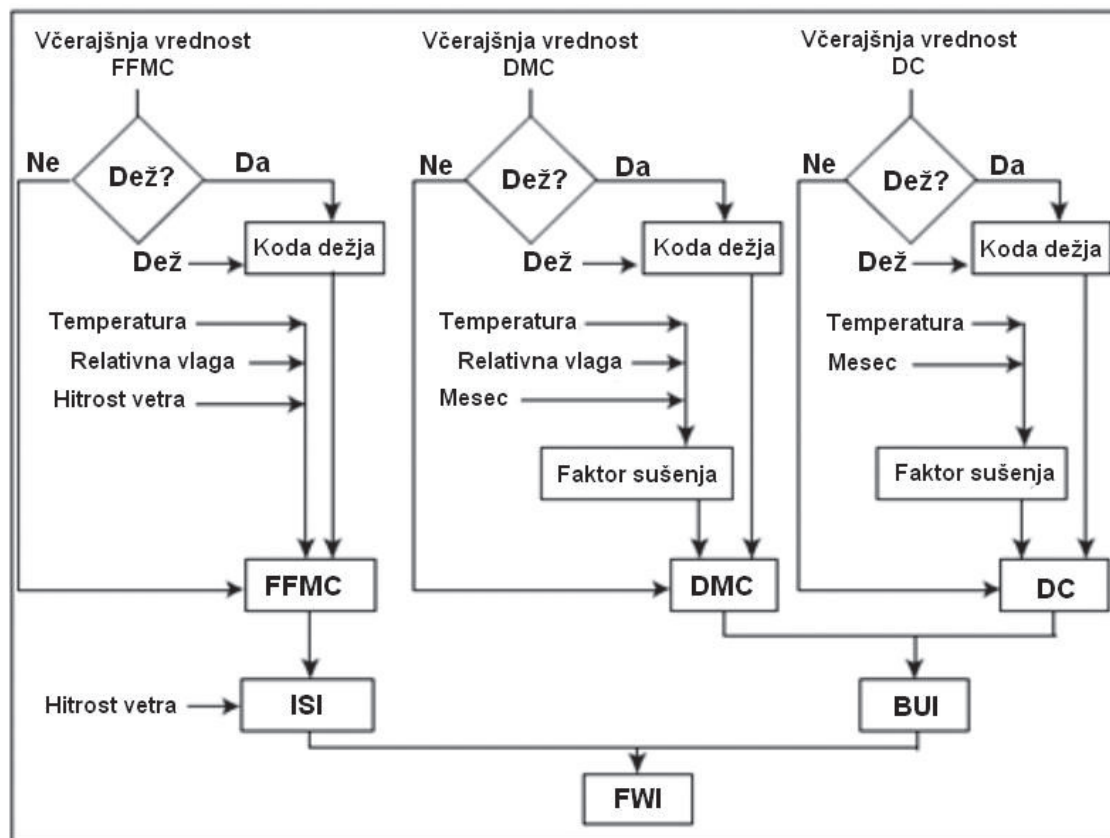 Včerajšnja vrednost
FFMC
Ne
Da
Dež?
Koda dežja
Dež
Temperatura
Relativna vlaga
Hitrost vetra
FFMC
Hitrost vetra
ISI
Včerajšnja vrednost
DMC
Ne
Da
Dež?
Koda dežja
Dež
Temperatura
Relativna vlaga
Mesec
Faktor sušenja
DMC
Včerajšnja vrednost
DC
Ne
Da
Dež?
Koda dežja
Dež
Temperatura
Mesec
Faktor sušenja
DC
BUI
FWI